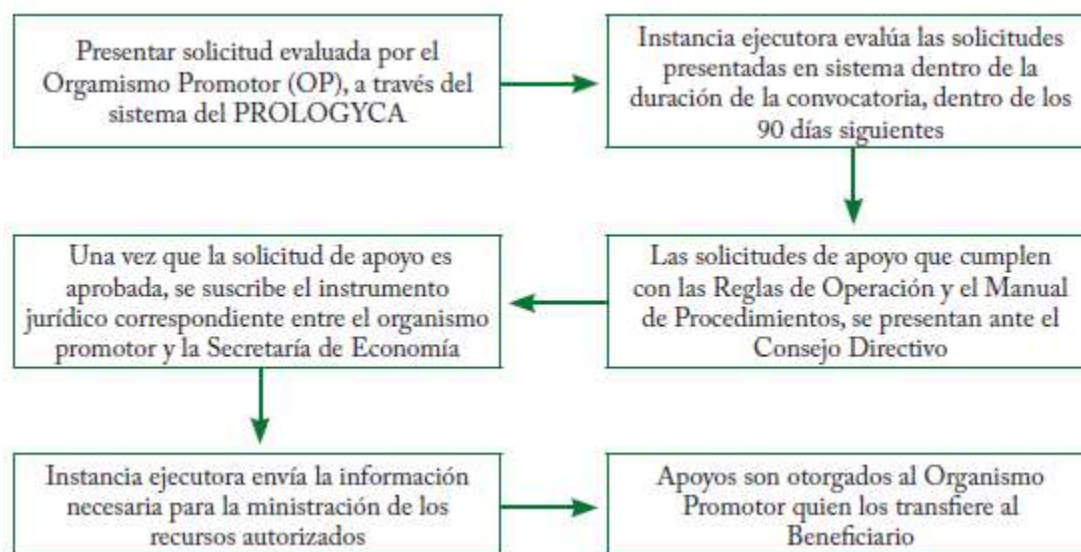 Presentar solicitud evaluada por el
Orgamismo Promotor (OP), a través del
sistema del PROLOGYCA
Instancia ejecutora evalúa las solicitudes
presentadas en sistema dentro de la
duración de la convocatoria, dentro de los
90 días siguientes
Las solicitudes de apoyo que cumplen
con las Reglas de Operación y el Manual
de Procedimientos, se presentan ante el
Consejo Directivo
Una vez que la solicitud de apoyo es
aprobada, se suscribe el instrumento
jurídico correspondiente entre el organismo
promotor y la Secretaría de Economía
Instancia ejecutora envía la información
necesaria para la ministración de los
recursos autorizados
Apoyos son otorgados al Organismo
Promotor quien los transfiere al
Beneficiario